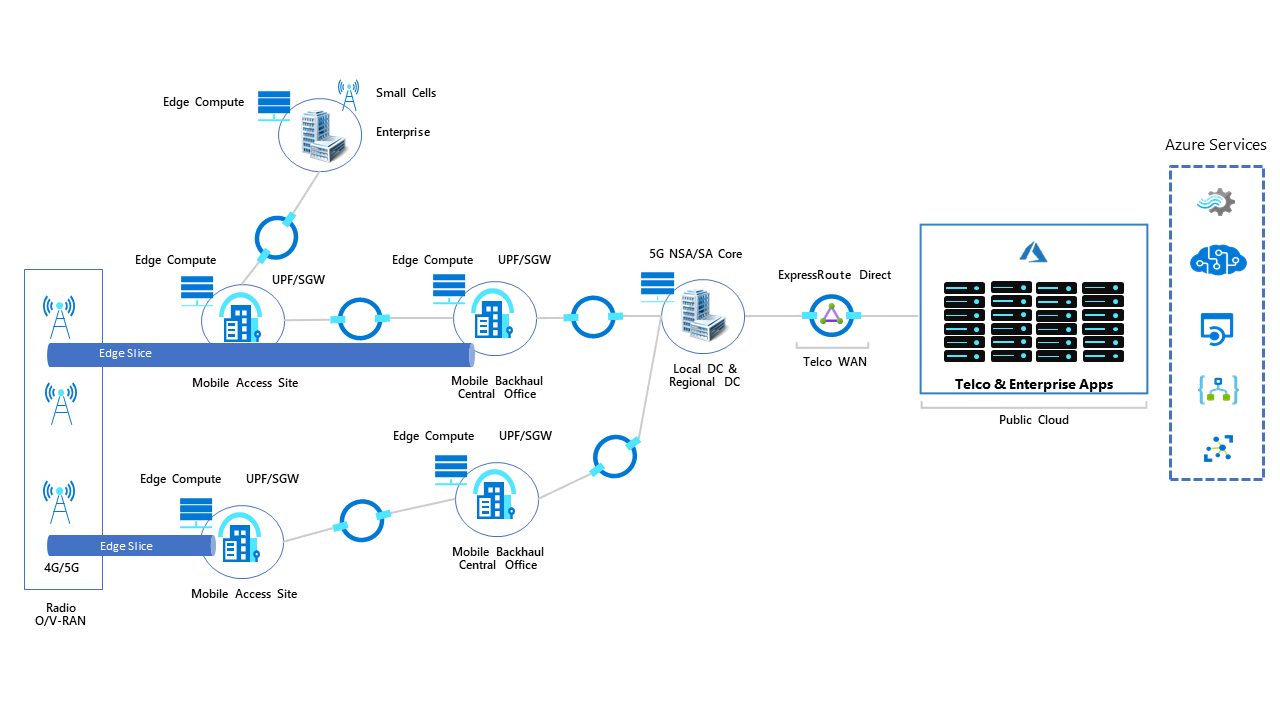 Edge Compute
Small Cells
Enterprise
Azure Services
Edge Compute
UPF/SGW
Edge Compute
UPF/SGW
5G NSA/SA Core
ExpressRoute Direct
Edge Slice
Mobile Access Site
Mobile Backhaul
Central Office
Local DC &
Regional DC
Telco WAN
Telco & Enterprise Apps
Public Cloud
Edge Compute
UPF/SGW
Edge Compute
UPF/SGW
Edge Slice
4G/5G
Mobile Backhaul
Central Office
Mobile Access Site
Radio
O/V-RAN